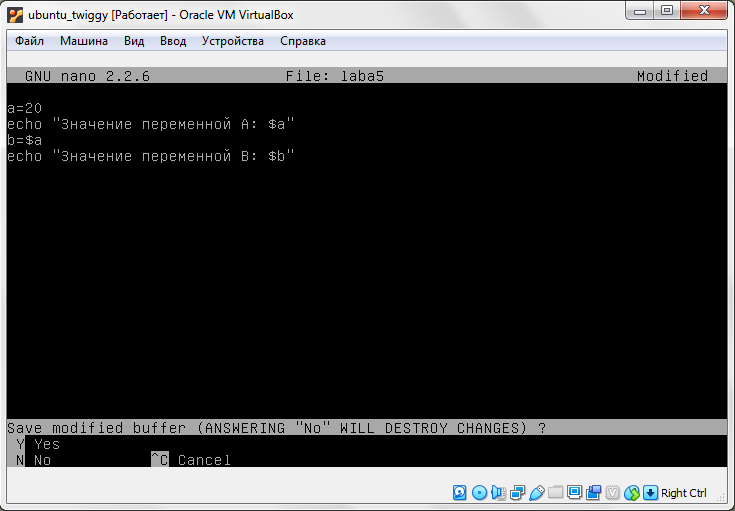 ubuntu_twiggy [Работает] - Oracle VM VirtualBox
Файл Машина Вид Ввод Устройства Справка
GNU nano 2.2.6 File: laba5 Modified
a=20
echo "Значение переменной А: $a"
b=$a
echo "Значение переменной В: $b"
Save modified buffer (ANSWERING "No" WILL DESTROY CHANGES) ?
Y Yes
N No ^C Cancel
Right Ctrl